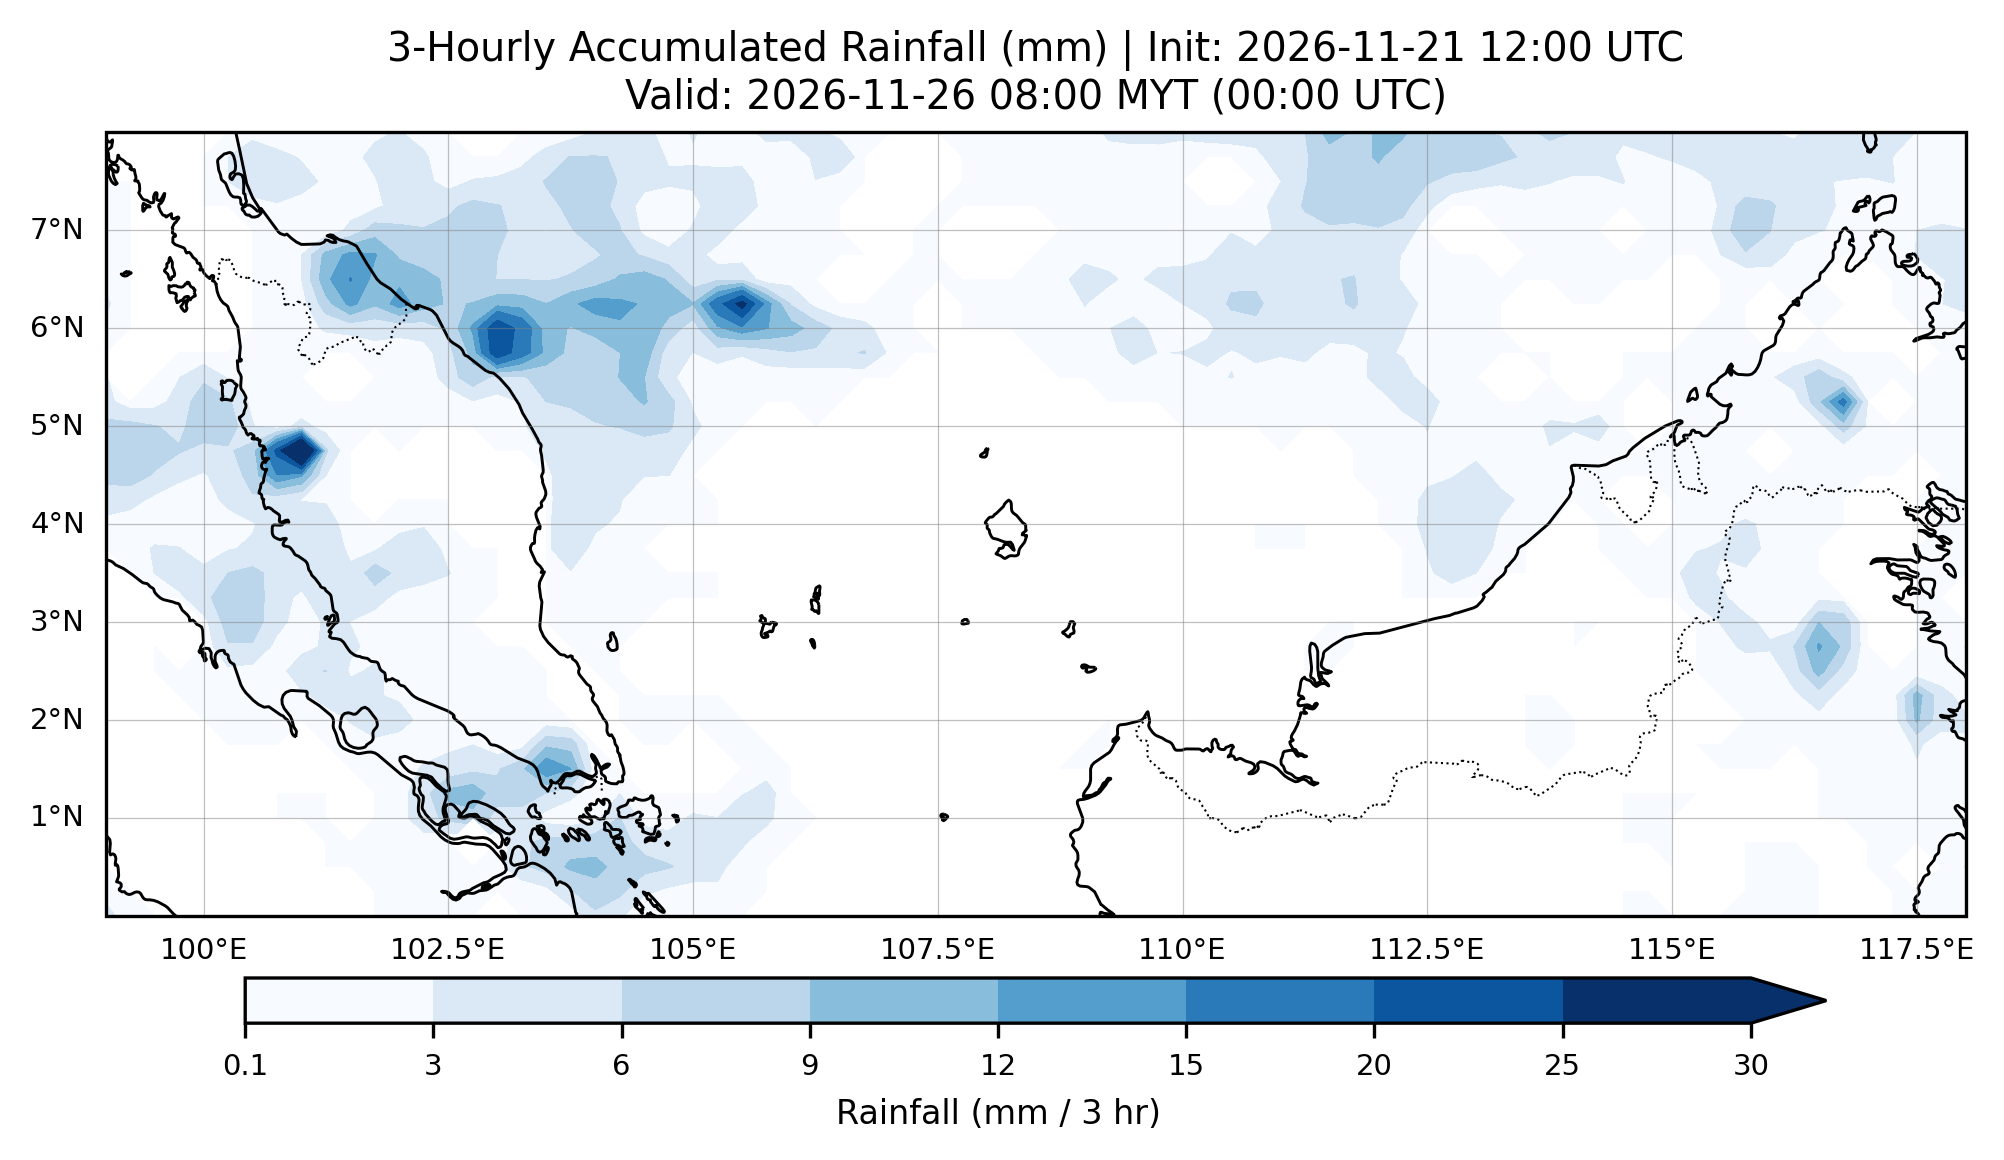 3-Hourly Accumulated Rainfall (mm) | Init: 2026-11-21 12:00 UTC
Valid: 2026-11-26 08:00 MYT (00:00 UTC)
7°N
6°N
5°N
4°N
3°N
2°N
1°N
100°E 102.5°E 105°E 107.5°E 110°E 112.5°E 115°E 117.5°E
0.1 3 6 9 12 15 20 25 30
Rainfall (mm / 3 hr)